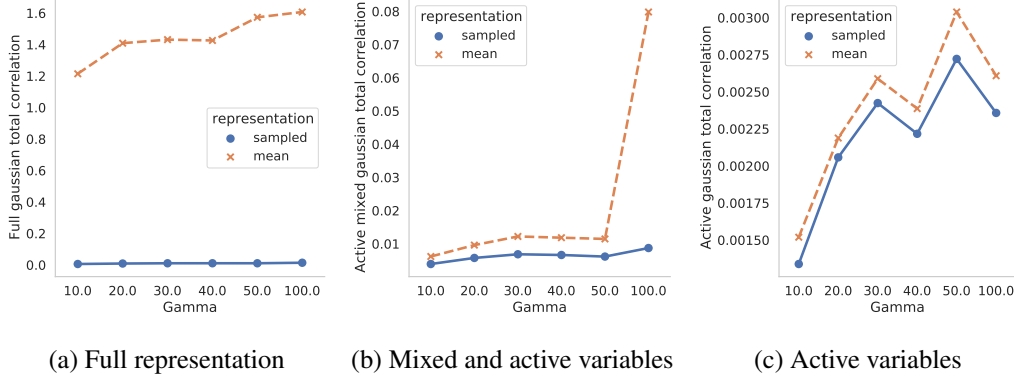 Full gaussian total correlation
1.6
1.4
1.2
1.0
0.8
0.6
0.4
0.2
0.0
representation
sampled
mean
10.0 20.0 30.0 40.0 50.0 100.0
Gamma
(a) Full representation
Active mixed gaussian total correlation
0.08
0.07
0.06
0.05
0.04
0.03
0.02
0.01
representation
sampled
mean
10.0 20.0 30.0 40.0 50.0 100.0
Gamma
(b) Mixed and active variables
Active gaussian total correlation
0.00300
0.00275
0.00250
0.00225
0.00200
0.00175
0.00150
representation
sampled
mean
10.0 20.0 30.0 40.0 50.0 100.0
Gamma
(c) Active variables